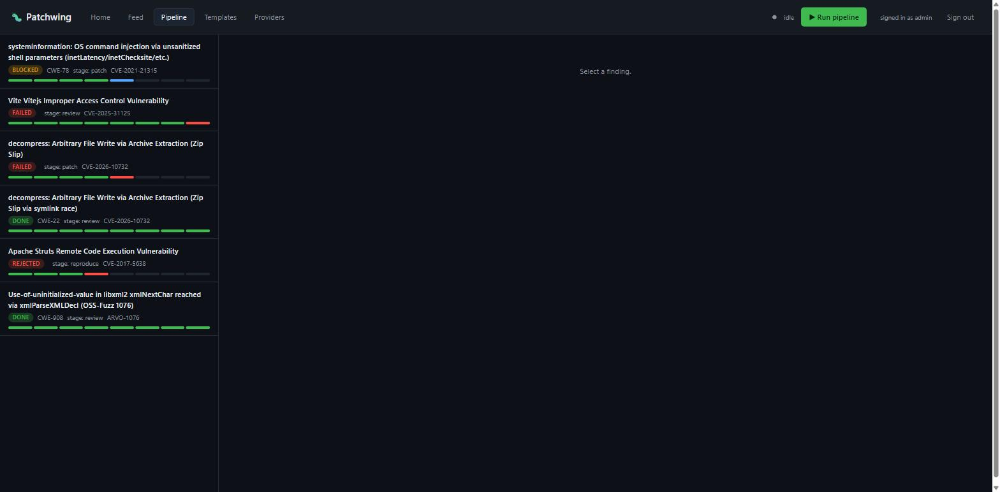 Patchwing Home Feed Pipeline Templates Providers idle ▶ Run pipeline signed in as admin Sign out
systeminformation: OS command injection via unsanitized
shell parameters (inetLatency/inetChecksite/etc.)
BLOCKED CWE-78 stage: patch CVE-2021-21315
Select a finding.
Vite Vitejs Improper Access Control Vulnerability
FAILED stage: review CVE-2025-31125
decompress: Arbitrary File Write via Archive Extraction (Zip
Slip)
FAILED stage: patch CVE-2026-10732
decompress: Arbitrary File Write via Archive Extraction (Zip
Slip via symlink race)
DONE CWE-22 stage: review CVE-2026-10732
Apache Struts Remote Code Execution Vulnerability
REJECTED stage: reproduce CVE-2017-5638
Use-of-uninitialized-value in libxml2 xmlNextChar reached
via xmlParseXMLDecl (OSS-Fuzz 1076)
DONE CWE-908 stage: review ARVO-1076